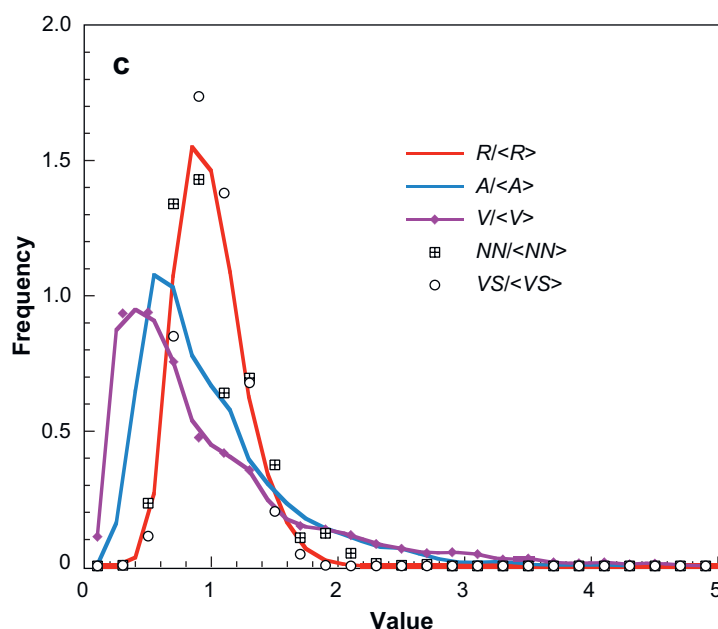 2.0
c
1.5
R/<R>
A/<A>
V/<V>
NN/<NN>
VS/<VS>
1.0
Frequency
0.5
0
0 1 2 3 4 5
Value